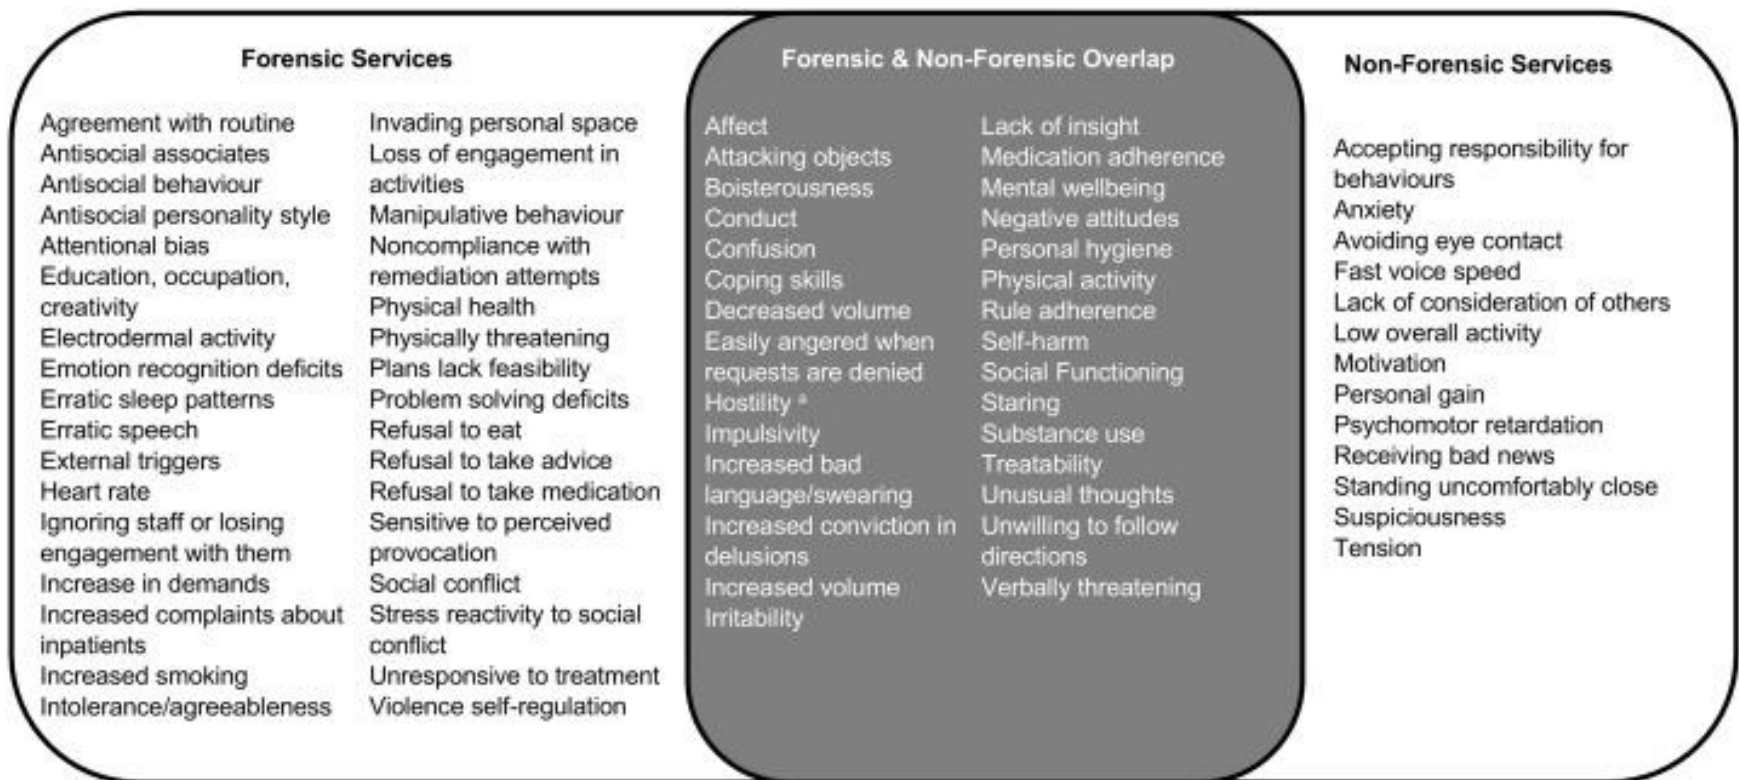 Forensic Services
Agreement with routine
Antisocial associates
Antisocial behaviour
Antisocial personality style
Attentional bias
Education, occupation,
creativity
Electrodermal activity
Emotion recognition deficits
Erratic sleep patterns
Erratic speech
External triggers
Heart rate
Ignoring staff or losing
engagement with them
Increase in demands
Increased complaints about
inpatients
Increased smoking
Intolerance/agreeableness
Invading personal space
Loss of engagement in
activities
Manipulative behaviour
Noncompliance with
remediation attempts
Physical health
Physically threatening
Plans lack feasibility
Problem solving deficits
Refusal to eat
Refusal to take advice
Refusal to take medication
Sensitive to perceived
provocation
Social conflict
Stress reactivity to social
conflict
Unresponsive to treatment
Violence self-regulation
Forensic & Non-Forensic Overlap
Affect
Attacking objects
Boisterousness
Conduct
Confusion
Coping skills
Decreased volume
Easily angered when
requests are denied
Hostility ᵃ
Impulsivity
Increased bad
language/swearing
Increased conviction in
delusions
Increased volume
Irritability
Lack of insight
Medication adherence
Mental wellbeing
Negative attitudes
Personal hygiene
Physical activity
Rule adherence
Self-harm
Social Functioning
Staring
Substance use
Treatability
Unusual thoughts
Unwilling to follow
directions
Verbally threatening
Non-Forensic Services
Accepting responsibility for
behaviours
Anxiety
Avoiding eye contact
Fast voice speed
Lack of consideration of others
Low overall activity
Motivation
Personal gain
Psychomotor retardation
Receiving bad news
Standing uncomfortably close
Suspiciousness
Tension